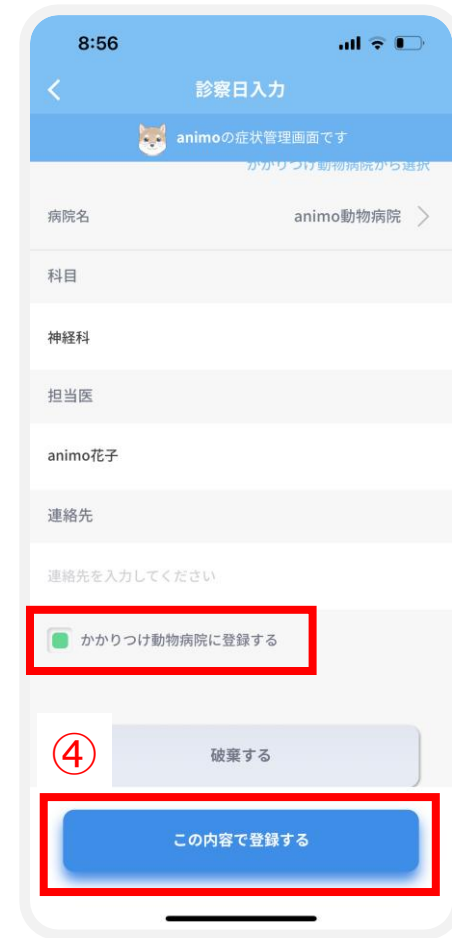 8:56
診察日入力
animoの症状管理画面です
かかりつけ動物病院から選択
病院名
animo動物病院
科目
神経科
担当医
animo花子
連絡先
連絡先を入力してください
かかりつけ動物病院に登録する
④
破棄する
この内容で登録する